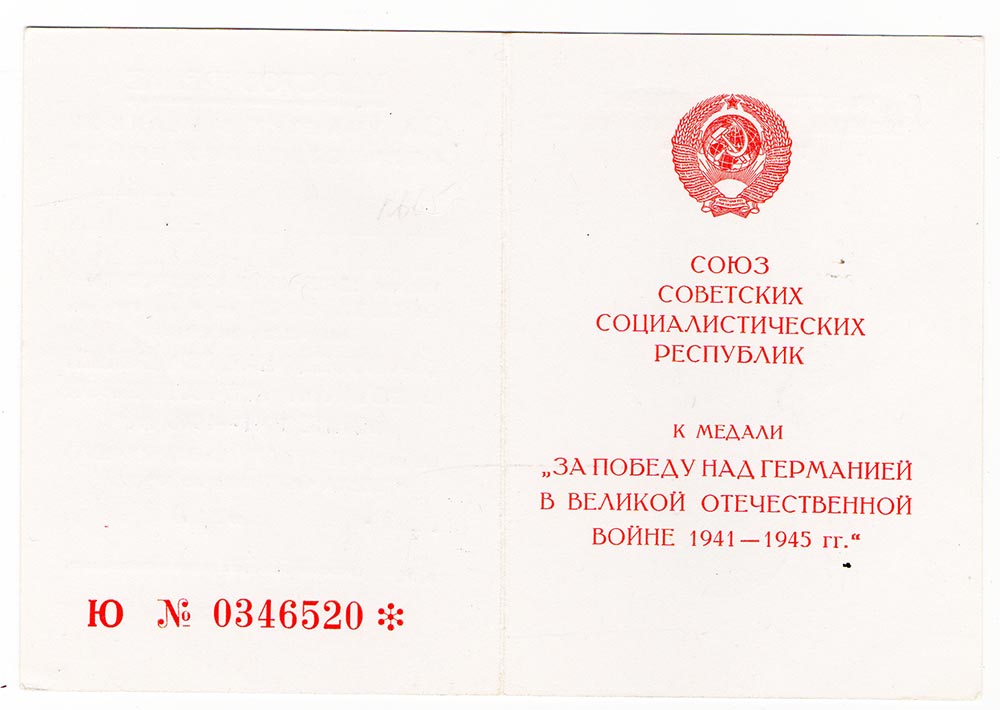 Ю № 0346520 *
СОЮЗ
СОВЕТСКИХ
СОЦИАЛИСТИЧЕСКИХ
РЕСПУБЛИК
К МЕДАЛИ
„ЗА ПОБЕДУ НАД ГЕРМАНИЕЙ
В ВЕЛИКОЙ ОТЕЧЕСТВЕННОЙ
ВОЙНЕ 1941—1945 гг.“